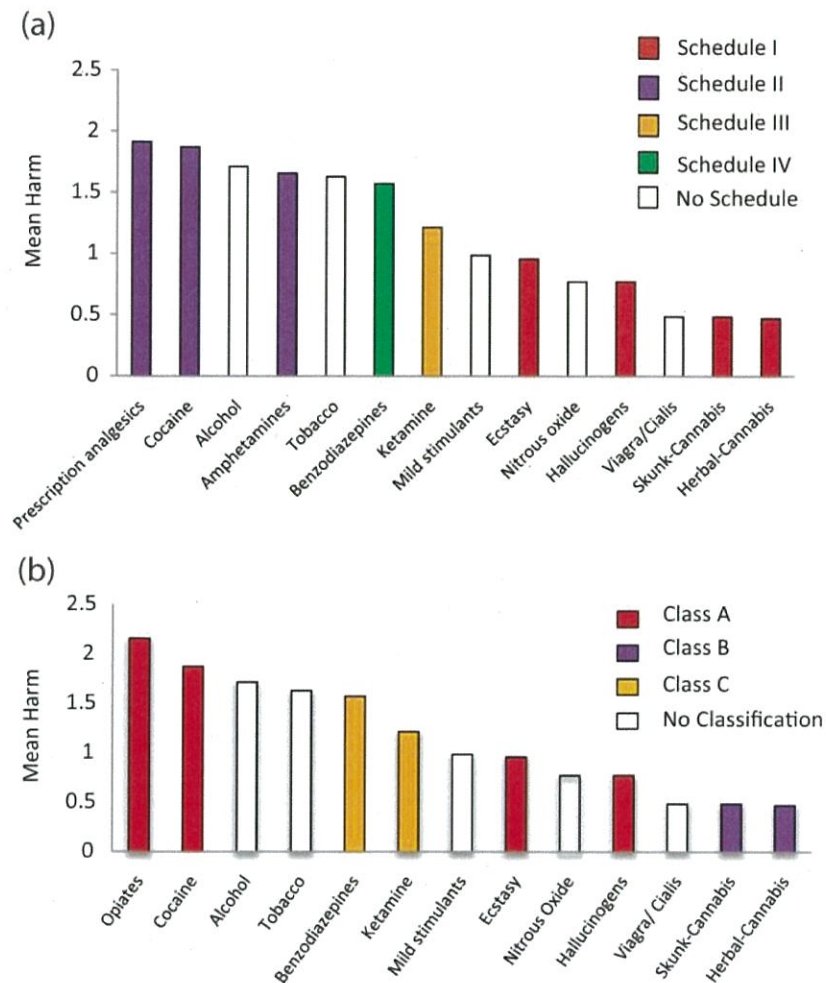 (a)
Schedule I
Schedule II
Schedule III
Schedule IV
No Schedule
Mean Harm
2.5
2
1.5
1
0.5
0
Prescription analgesics
Cocaine
Alcohol
Amphetamines
Tobacco
Benzodiazepines
Ketamine
Mild stimulants
Ecstasy
Nitrous oxide
Hallucinogens
Viagra/Cialis
Skunk-Cannabis
Herbal-Cannabis
(b)
Class A
Class B
Class C
No Classification
Mean Harm
2.5
2
1.5
1
0.5
0
Opiates
Cocaine
Alcohol
Tobacco
Benzodiazepines
Ketamine
Mild stimulants
Ecstasy
Nitrous Oxide
Hallucinogens
Viagra/ Cialis
Skunk-Cannabis
Herbal-Cannabis